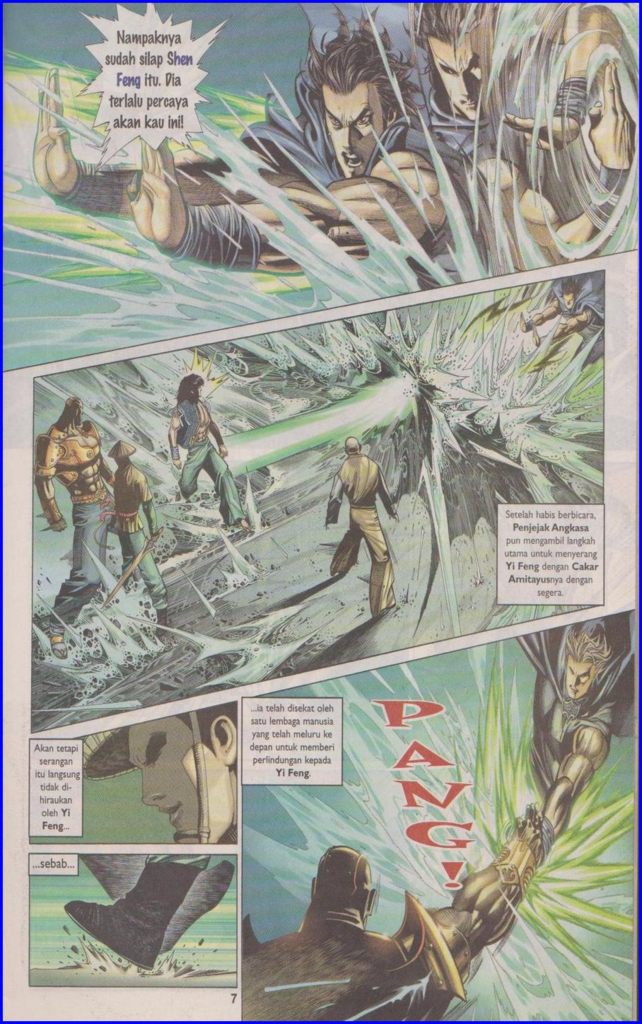 Nampaknya
sudah silap Shen
Feng itu. Dia
terlalu percaya
akan kau ini!
Setelah habis berbicara,
Penjejak Angkasa
pun mengambil langkah
utama untuk menyerang
Yi Feng dengan Cakar
Amitayusnya dengan
segera.
Akan tetapi
serangan
itu langsung
tidak di-
hiraukan
oleh Yi
Feng...
...sebab...
...ia telah disekat oleh
satu lembaga manusia
yang telah meluru ke
depan untuk memberi
perlindungan kepada
Yi Feng.
PANG!
7